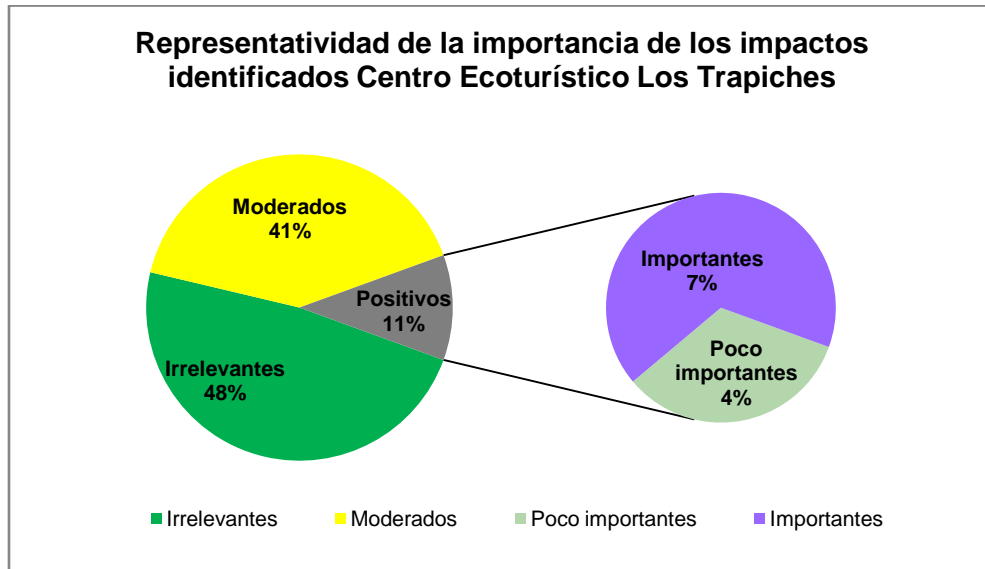 Representatividad de la importancia de los impactos
identificados Centro Ecoturístico Los Trapiches
Moderados
41%
Positivos
11%
Irrelevantes
48%
Importantes
7%
Poco
importantes
4%
Irrelevantes
Moderados
Poco importantes
Importantes